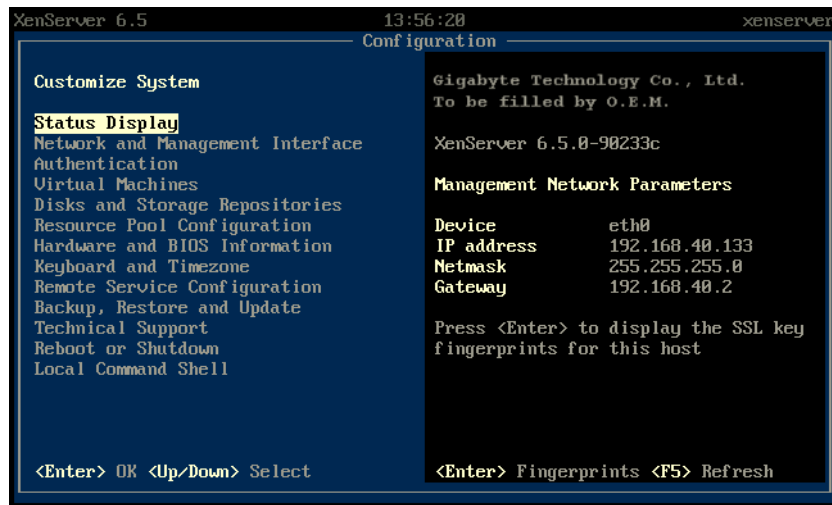 XenServer 6.5 13:56:20 xenserver
Configuration
Customize System
Status Display
Network and Management Interface
Authentication
Virtual Machines
Disks and Storage Repositories
Resource Pool Configuration
Hardware and BIOS Information
Keyboard and Timezone
Remote Service Configuration
Backup, Restore and Update
Technical Support
Reboot or Shutdown
Local Command Shell
<Enter> OK <Up/Down> Select
Gigabyte Technology Co., Ltd.
To be filled by O.E.M.
XenServer 6.5.0-90233c
Management Network Parameters
Device eth0
IP address 192.168.40.133
Netmask 255.255.255.0
Gateway 192.168.40.2
Press <Enter> to display the SSL key
fingerprints for this host
<Enter> Fingerprints <F5> Refresh